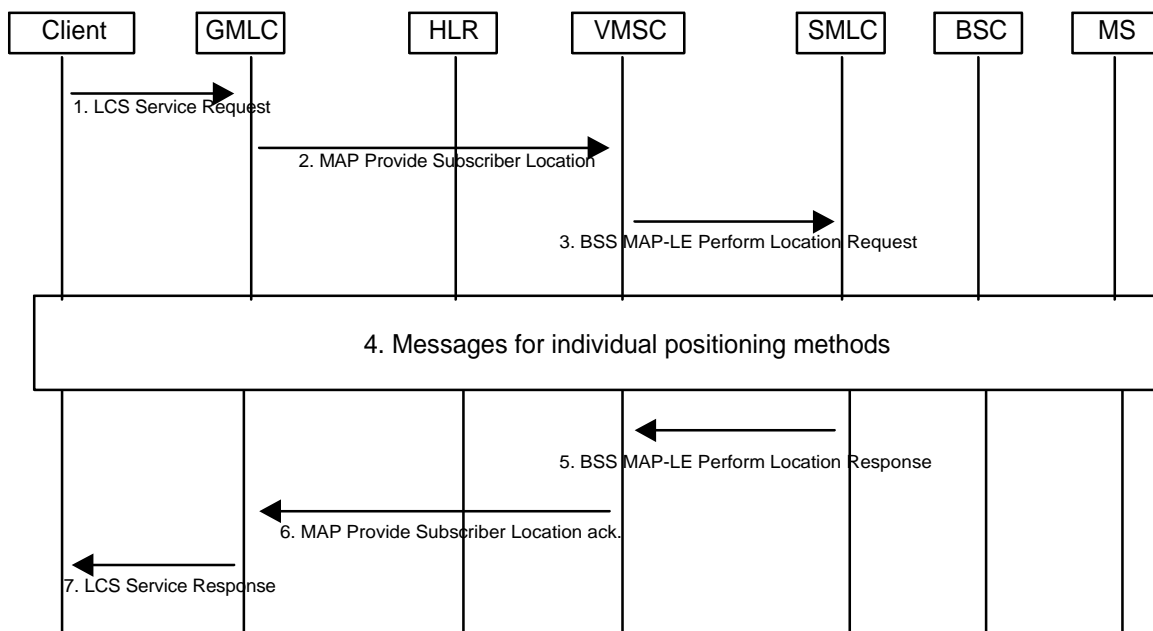 Client GMLC HLR VMSC SMLC BSC MS
1. LCS Service Request
2. MAP Provide Subscriber Location
3. BSS MAP-LE Perform Location Request
4. Messages for individual positioning methods
5. BSS MAP-LE Perform Location Response
6. MAP Provide Subscriber Location ack.
7. LCS Service Response